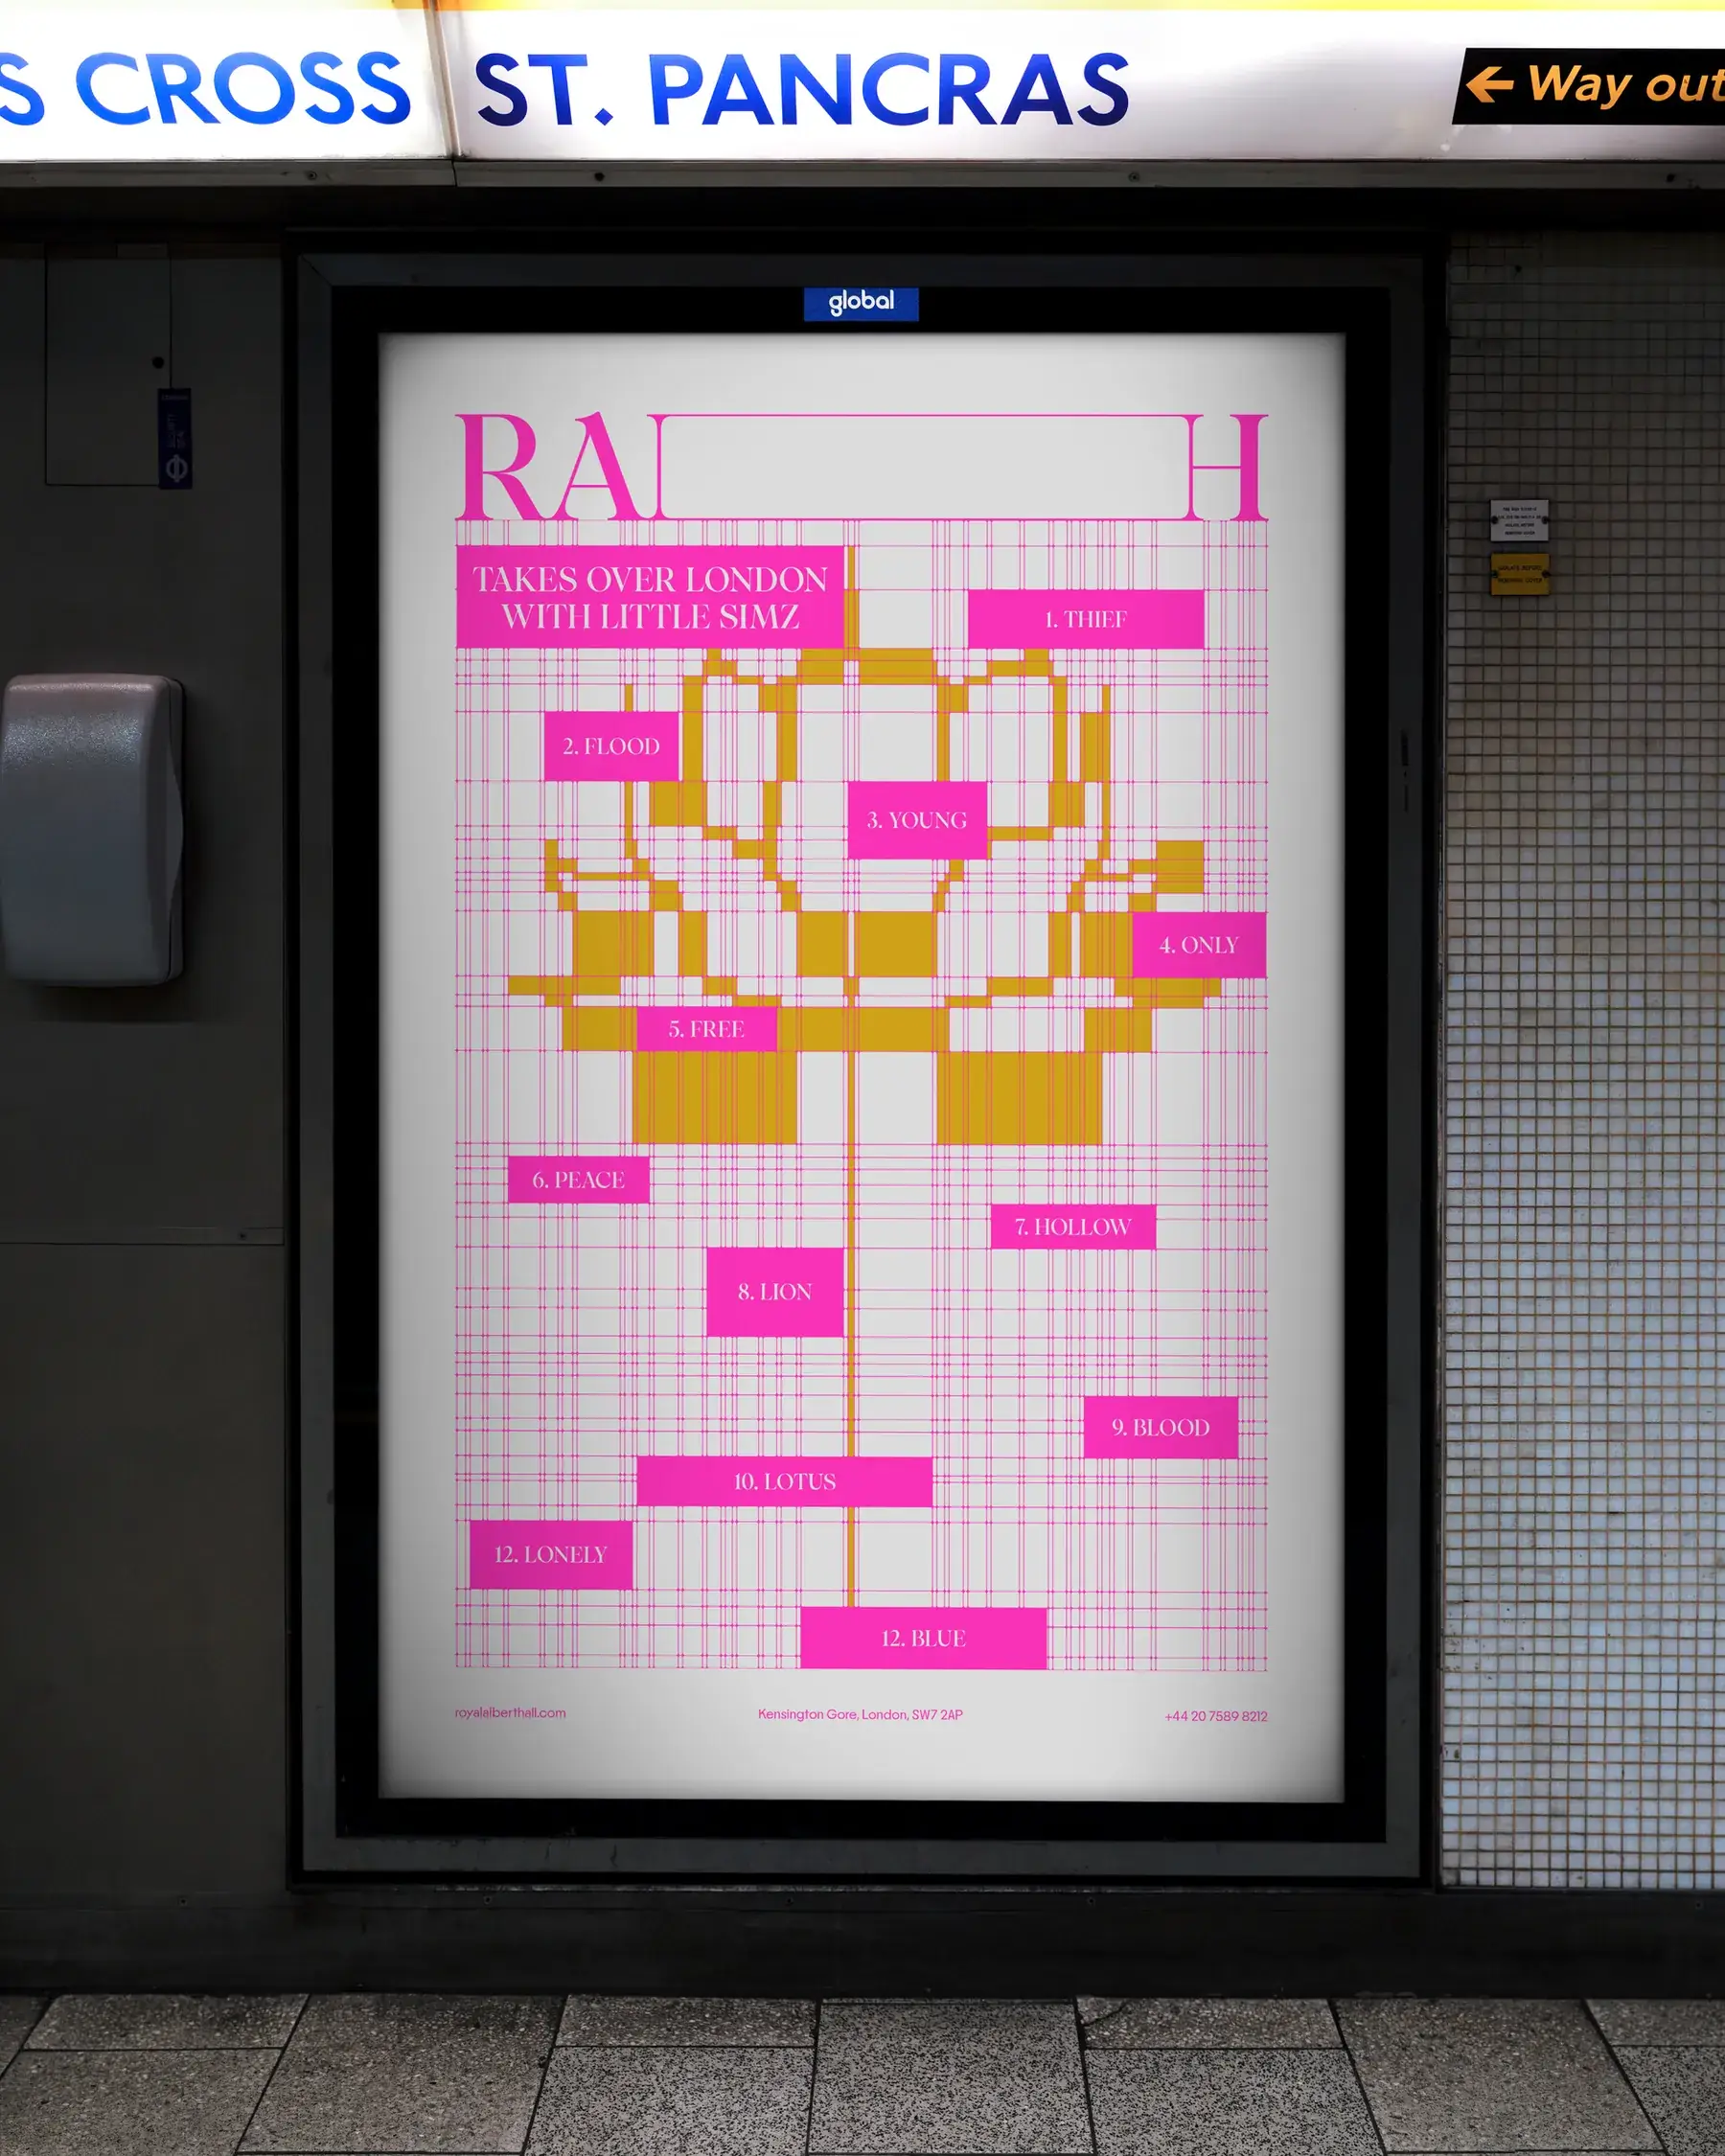 S CROSS ST. PANCRAS
← Way out
global
RA H
TAKES OVER LONDON
WITH LITTLE SIMZ
1. THIEF
2. FLOOD
3. YOUNG
4. ONLY
5. FREE
6. PEACE
7. HOLLOW
8. LION
9. BLOOD
10. LOTUS
12. LONELY
12. BLUE
royalalberthall.com
Kensington Gore, London, SW7 2AP
+44 20 7589 8212